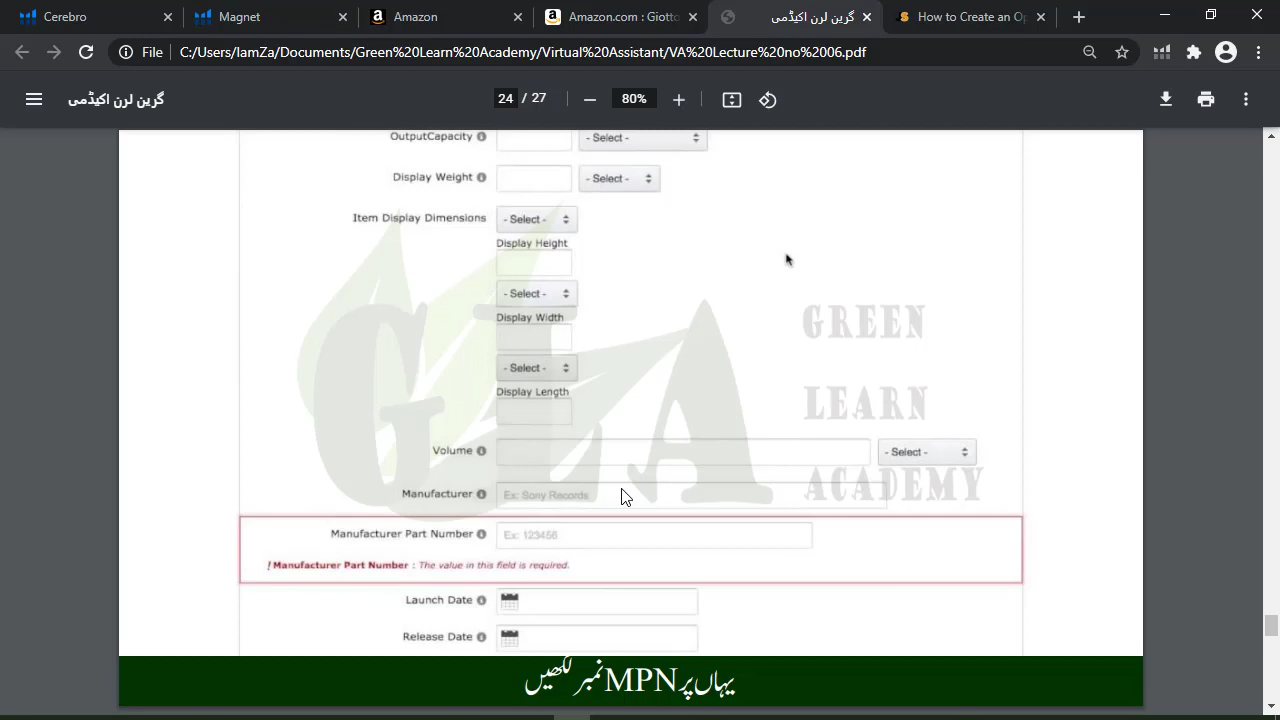 Cerebro
Magnet
Amazon
Amazon.com : Giotto
گرین لرن اکیڈمی
How to Create an Op
File
C:/Users/IamZa/Documents/Green%20Learn%20Academy/Virtual%20Assistant/VA%20Lecture%20no%2006.pdf
گرین لرن اکیڈمی
24 / 27
80%
OutputCapacity
- Select -
Display Weight
- Select -
Item Display Dimensions
- Select -
Display Height
- Select -
Display Width
- Select -
Display Length
Volume
- Select -
Manufacturer
Ex: Sony Records
GLA
GREEN
LEARN
ACADEMY
Manufacturer Part Number
Ex: 123456
! Manufacturer Part Number : The value in this field is required.
Launch Date
Release Date
یہاں پر MPN نمبر لکھیں